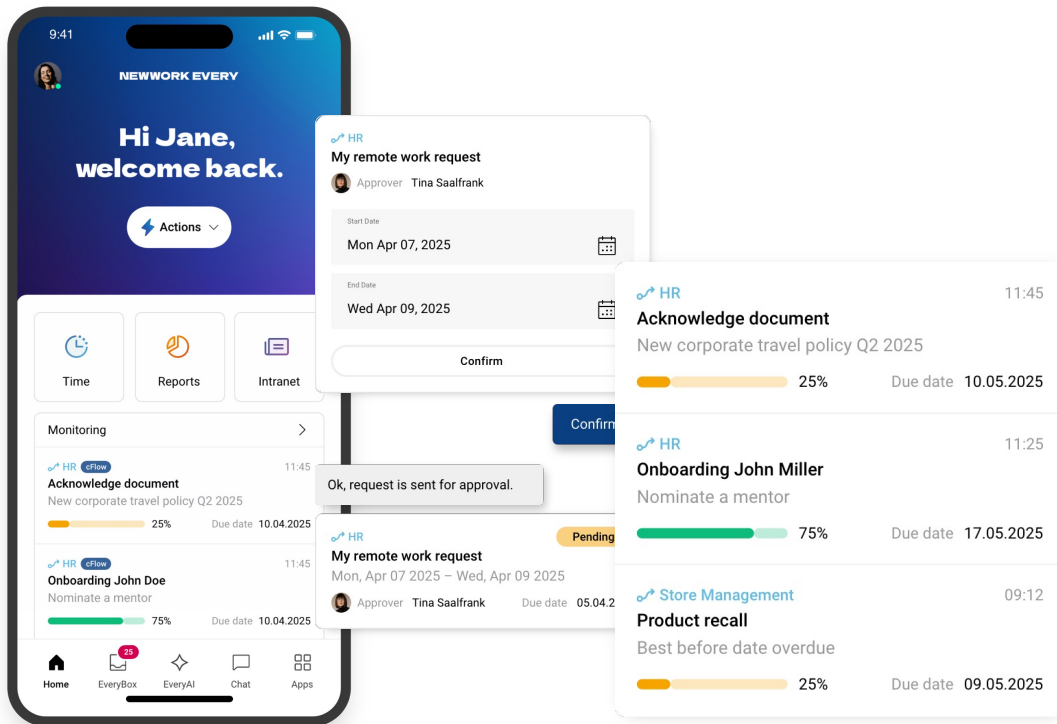 9:41
NEWWORK EVERY
Hi Jane,
welcome back.
Actions
Time
Reports
Intranet
Monitoring
HR cFlow 11:45
Acknowledge document
New corporate travel policy Q2 2025
25% Due date 10.04.2025
HR cFlow 11:45
Onboarding John Doe
Nominate a mentor
75% Due date 10.04.2025
25
Home
EveryBox
EveryAI
Chat
Apps
HR
My remote work request
Approver Tina Saalfrank
Start Date
Mon Apr 07, 2025
End Date
Wed Apr 09, 2025
Confirm
Confirm
Ok, request is sent for approval.
HR Pending
My remote work request
Mon, Apr 07 2025 – Wed, Apr 09 2025
Approver Tina Saalfrank Due date 05.04.2
HR 11:45
Acknowledge document
New corporate travel policy Q2 2025
25% Due date 10.05.2025
HR 11:25
Onboarding John Miller
Nominate a mentor
75% Due date 17.05.2025
Store Management 09:12
Product recall
Best before date overdue
25% Due date 09.05.2025